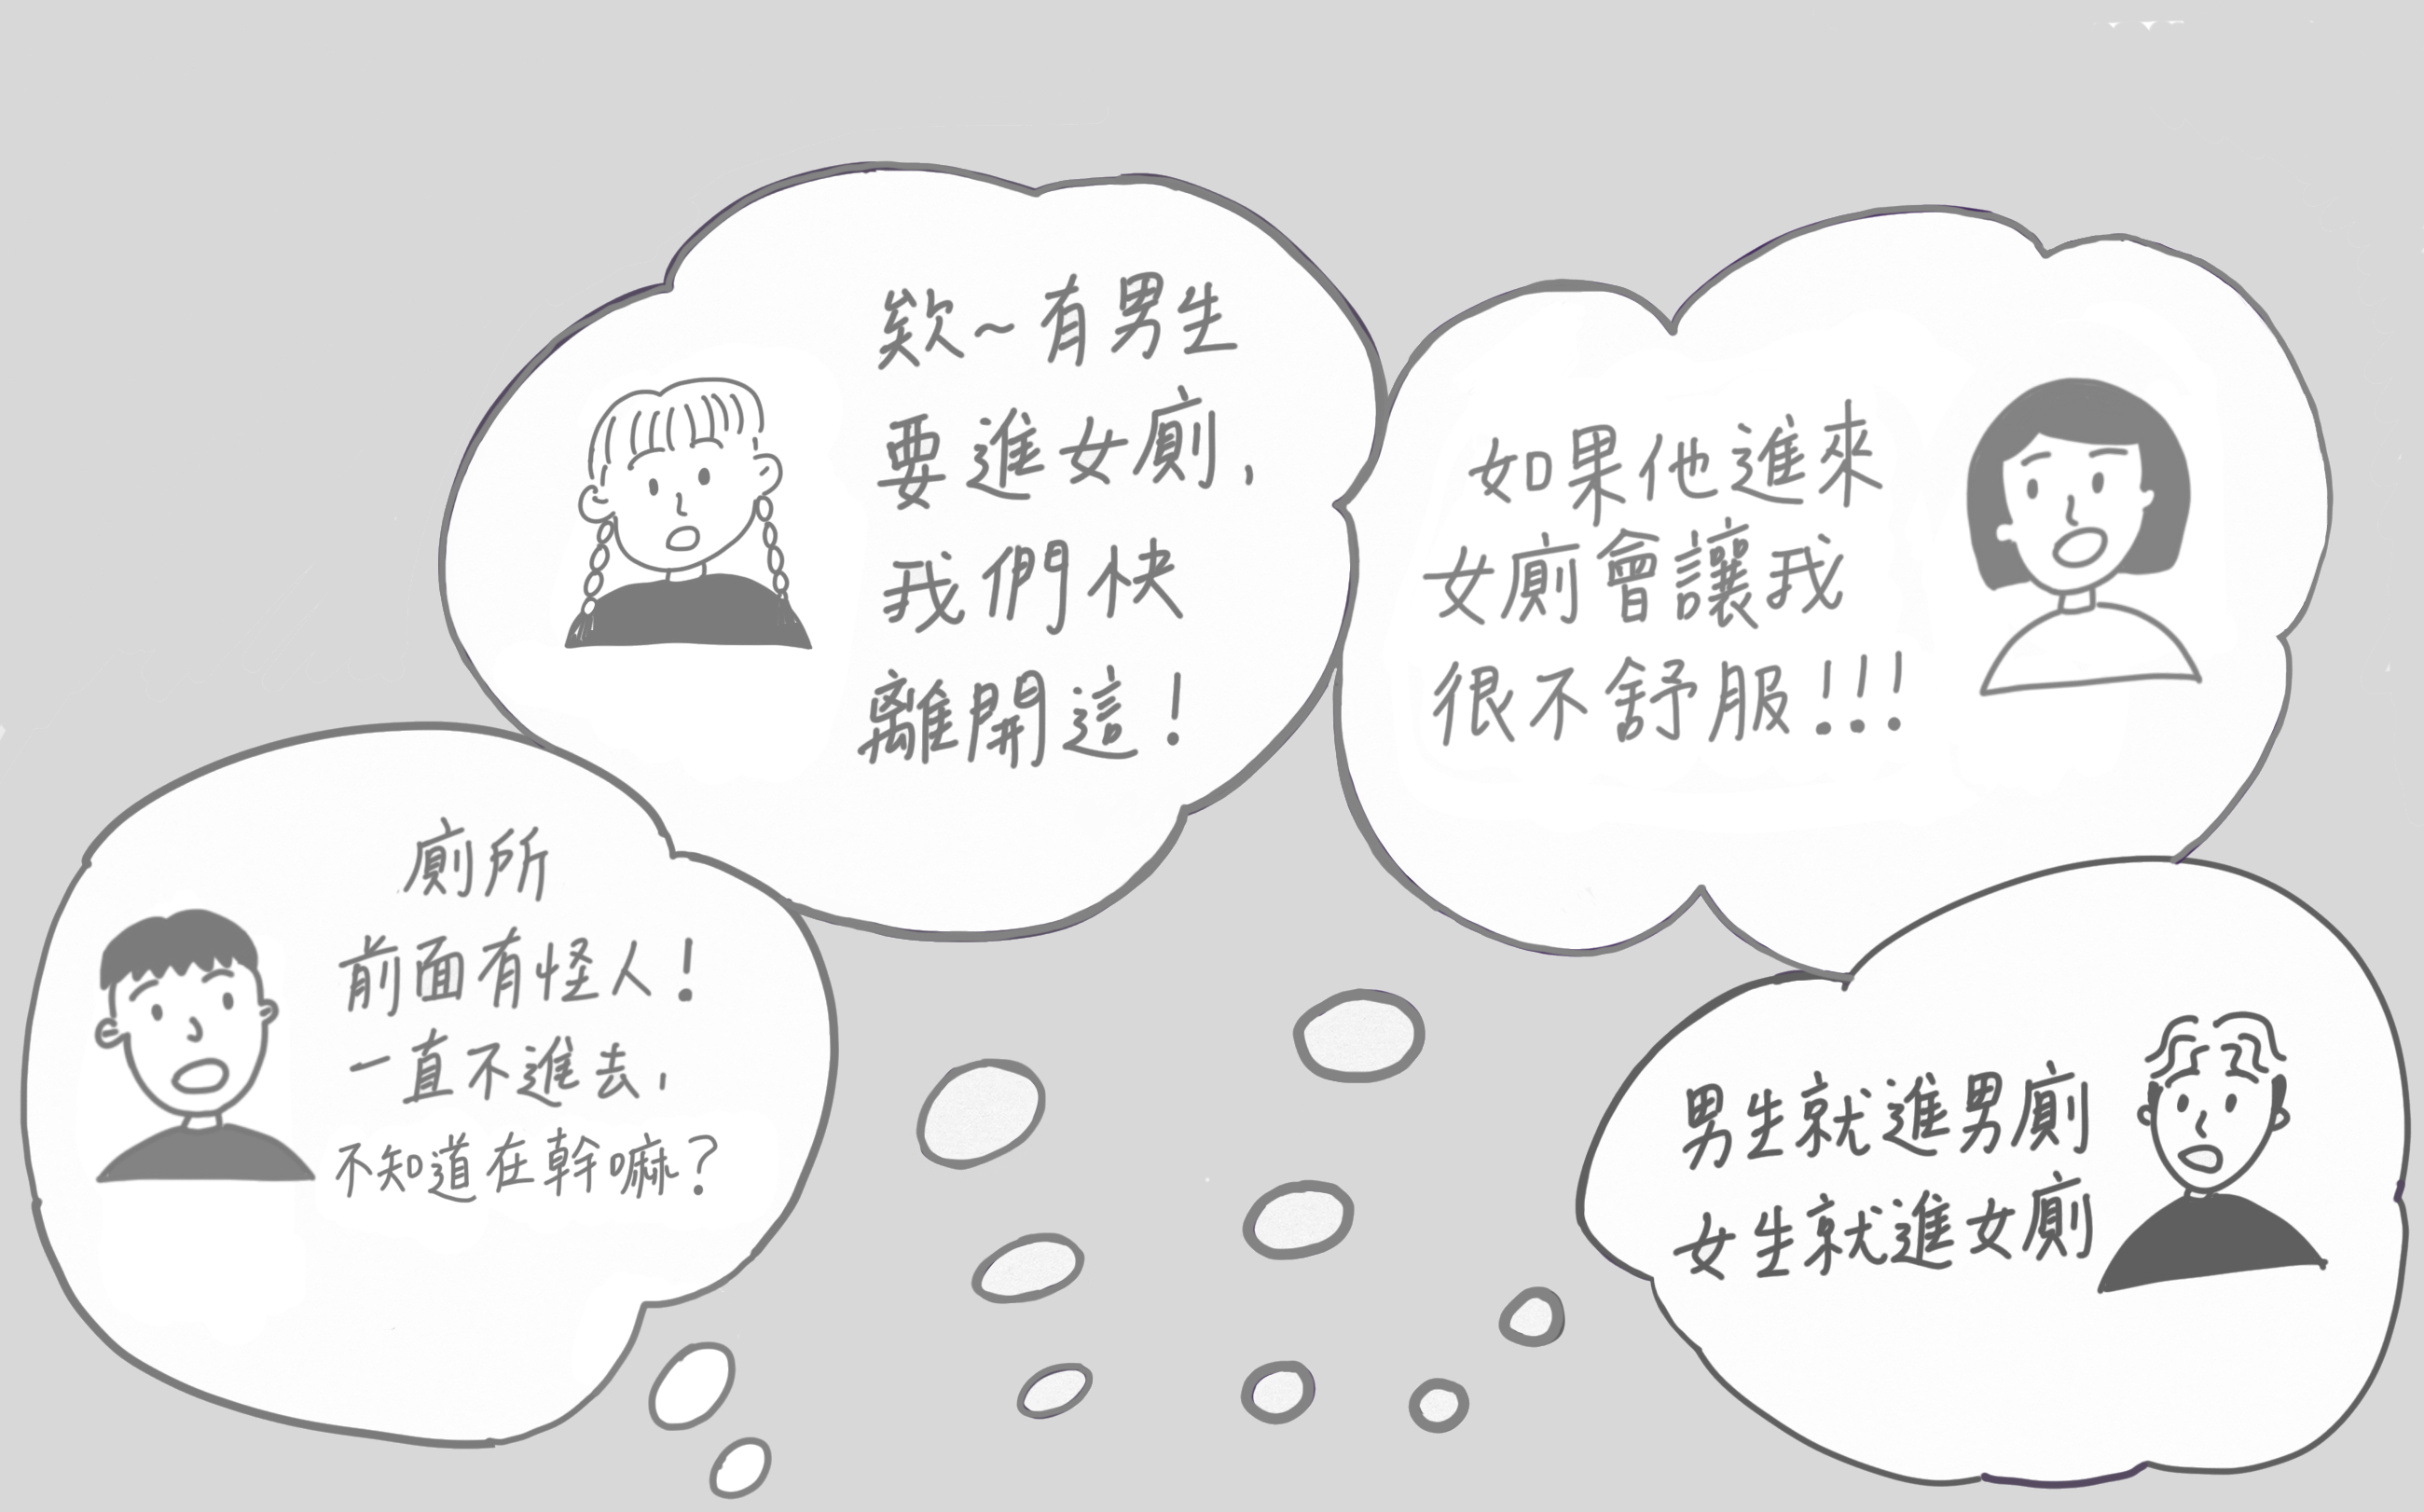 廁所
前面有怪人！
一直不進去，
不知道在幹嘛？
欸～有男生
要進女廁，
我們快
離開這！
如果他進來
女廁會讓我
很不舒服！！！
男生就進男廁
女生就進女廁